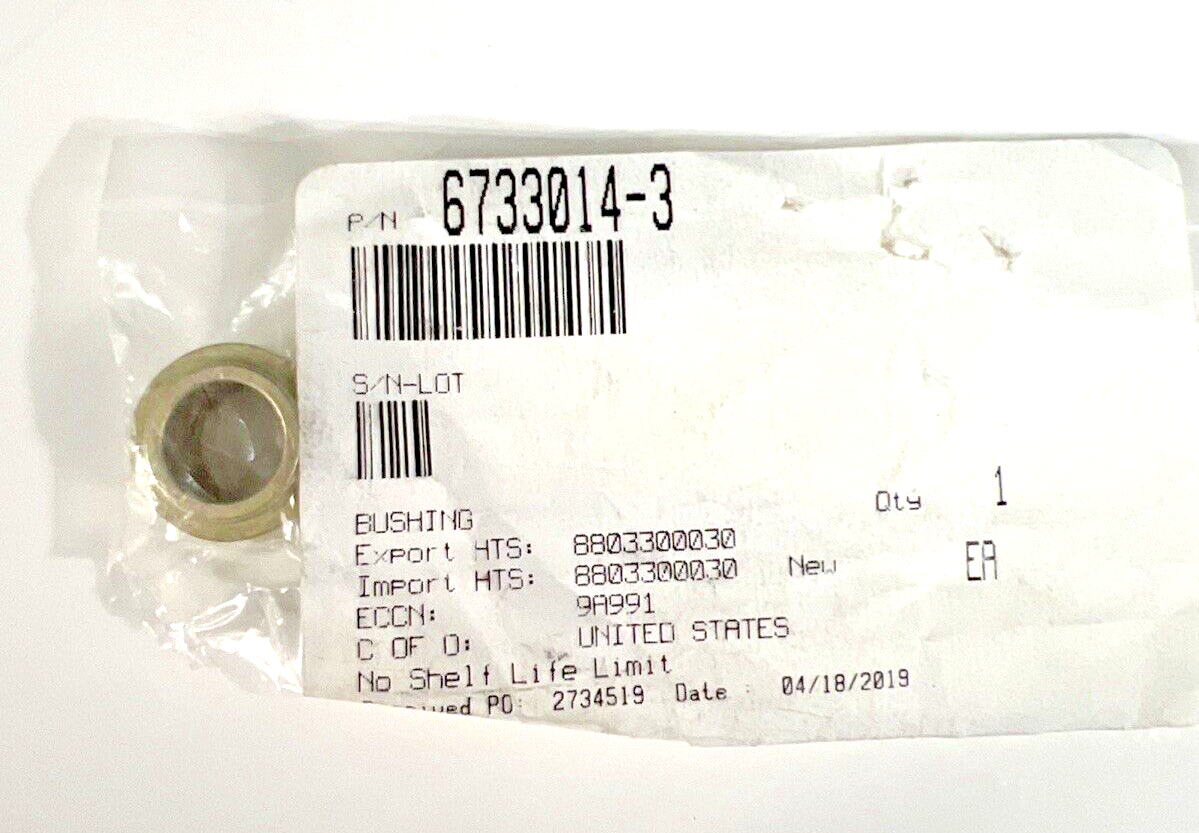 P/N 6733014-3
S/N-LOT
Qty 1
BUSHING
Export HTS: 8803300030
Import HTS: 8803300030 New EA
ECCN: 9A991
C OF O: UNITED STATES
No Shelf Life Limit
PO: 2734519 Date : 04/18/2019